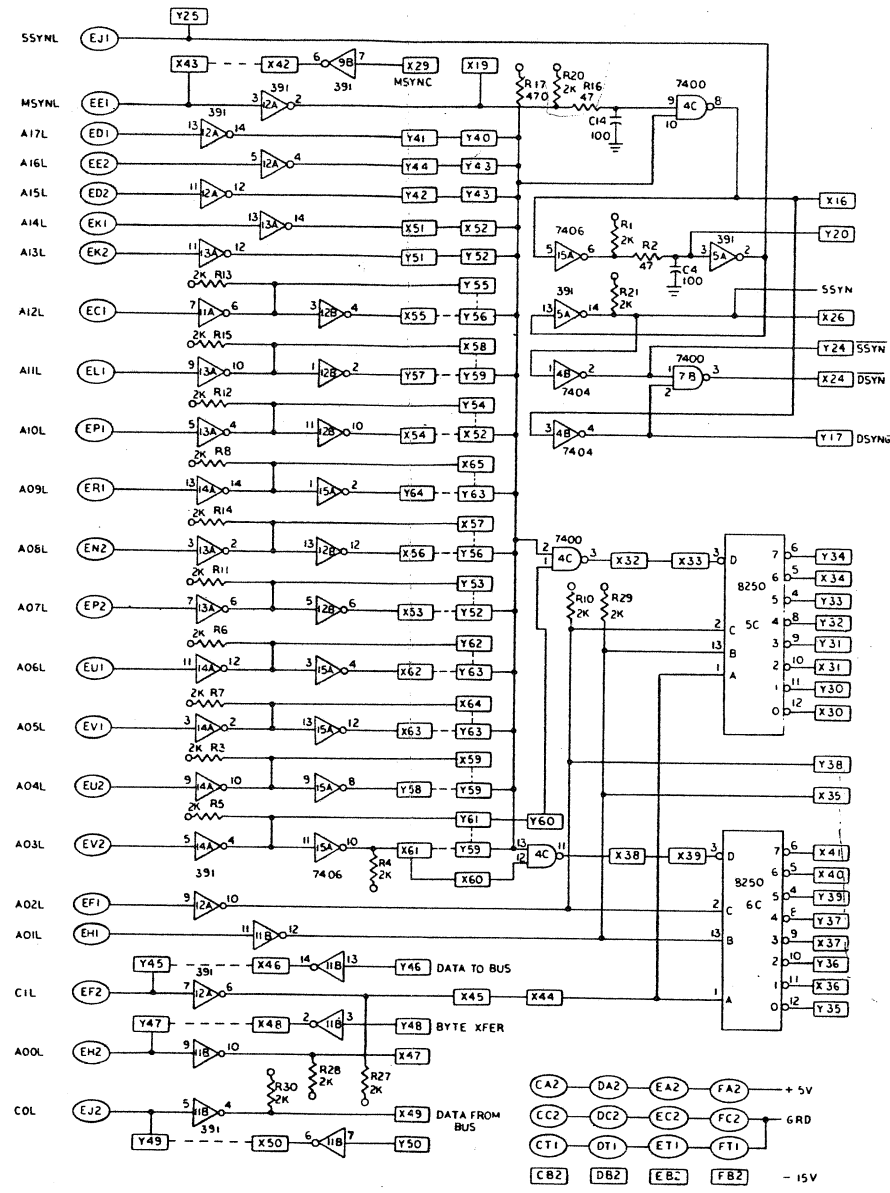 Y25
SSYNL EJ1
X43 X42 6 9B 7 X29 X19
391 MSYNC
MSYNL EE1 3 12A 2 391
R17 470 R20 2K R16 47 C14 100 9 10 4C 8 7400
A17L ED1 13 12A 14 391 Y41 Y40
A16L EE2 5 12A 4 Y44 Y43
A15L ED2 11 12A 12 Y42 Y43
A14L EK1 13 13A 14 X51 X52
A13L EK2 11 13A 12 Y51 Y52
X16
7406 5 15A 6 R1 2K R2 47 C4 100 391 3 5A 2 Y20
391 13 5A 14 R21 2K SSYN
X26
1 4B 2 7404 7400 1 2 7B 3 Y24 SSYN
X24 DSYN
3 4B 4 7404 Y17 DSYNG
2K R13 Y55
A12L EC1 7 11A 6 3 12B 4 X55 Y56
2K R15 X58
A11L EL1 9 13A 10 1 12B 2 Y57 Y59
2K R12 Y54
A10L EP1 5 13A 4 11 12B 10 X54 X52
2K R8 X65
A09L ER1 13 14A 14 1 15A 2 Y64 Y63
2K R14 X57
A08L EN2 3 13A 2 13 12B 12 X56 Y56
2K R11 Y53
A07L EP2 7 13A 6 5 12B 6 X53 Y52
2K R6 Y62
A06L EU1 11 14A 12 3 15A 4 X62 Y63
2K R7 X64
A05L EV1 3 14A 2 13 15A 12 X63 Y63
2K R3 X59
A04L EU2 9 14A 10 9 15A 8 Y58 Y59
2K R5 Y61 Y60
A03L EV2 5 14A 4 391 11 15A 10 7406 R4 2K X61 Y59
X60
7400 2 1 4C 3 X32 X33 3 D
R10 2K R29 2K
8250 5C
2 C
13 B
1 A
7 6 Y34
6 5 X34
5 4 Y33
4 8 Y32
3 9 Y31
2 10 X31
1 11 Y30
0 12 X30
Y38
X35
13 12 4C 11 X38 X39 3 D
8250 6C
2 C
13 B
1 A
7 6 X41
6 5 X40
5 4 Y39
4 8 Y37
3 9 X37
2 10 Y36
1 11 X36
0 12 Y35
A02L EF1 9 12A 10
A01L EH1 11 11B 12
Y45 X46 14 11B 13 Y46 DATA TO BUS
C1L EF2 7 12A 6 391 X45 X44
Y47 X48 2 11B 3 Y48 BYTE XFER
A00L EH2 9 11B 10 X47
R30 2K R28 2K R27 2K
C0L EJ2 5 11B 4 391 X49 DATA FROM BUS
Y49 X50 6 11B 7 Y50
CA2 DA2 EA2 FA2 +5V
CC2 DC2 EC2 FC2 GRD
CT1 DT1 ET1 FT1
CB2 DB2 EB2 FB2 -15V